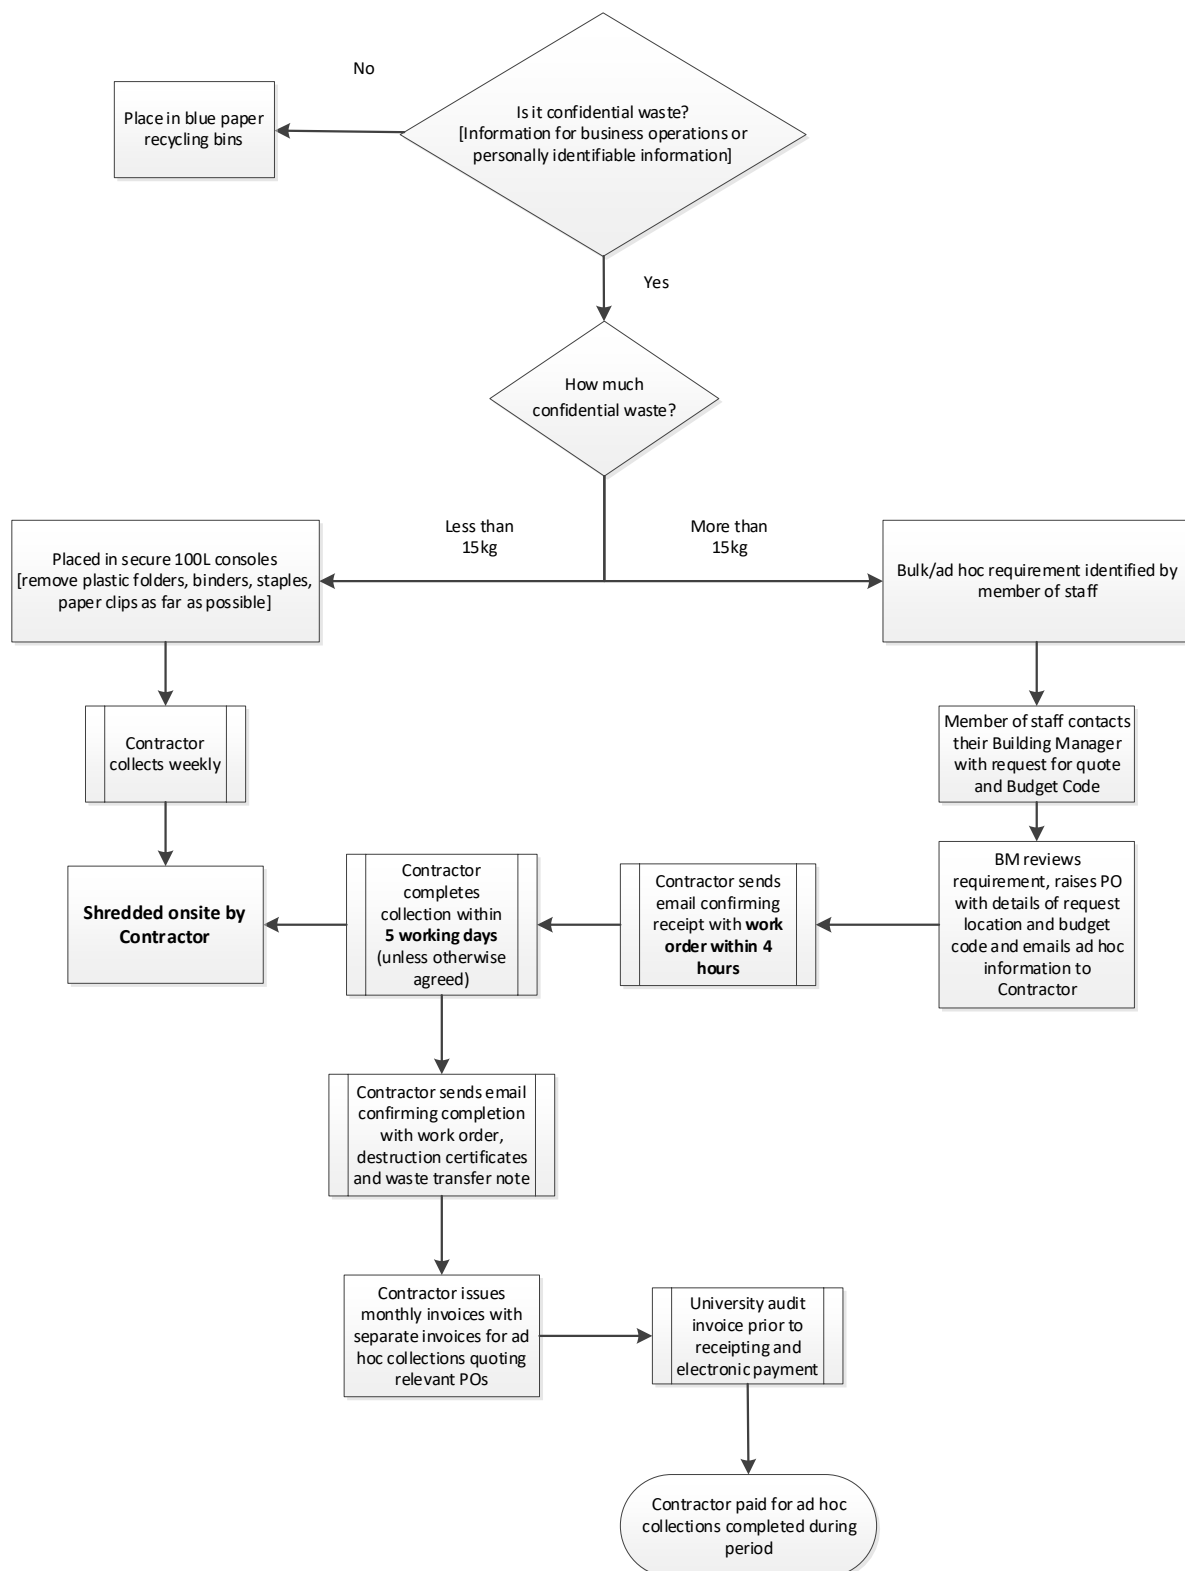 No
Place in blue paper
recycling bins
Is it confidential waste?
[Information for business operations or
personally identifiable information]
Yes
How much
confidential waste?
Less than
15kg
More than
15kg
Placed in secure 100L consoles
[remove plastic folders, binders, staples,
paper clips as far as possible]
Bulk/ad hoc requirement identified by
member of staff
Contractor
collects weekly
Member of staff contacts
their Building Manager
with request for quote
and Budget Code
Shredded onsite by
Contractor
Contractor
completes
collection within
5 working days
(unless otherwise
agreed)
Contractor sends
email confirming
receipt with work
order within 4
hours
BM reviews
requirement, raises PO
with details of request
location and budget
code and emails ad hoc
information to
Contractor
Contractor sends email
confirming completion
with work order,
destruction certificates
and waste transfer note
Contractor issues
monthly invoices with
separate invoices for ad
hoc collections quoting
relevant POs
University audit
invoice prior to
receipting and
electronic payment
Contractor paid for ad hoc
collections completed during
period